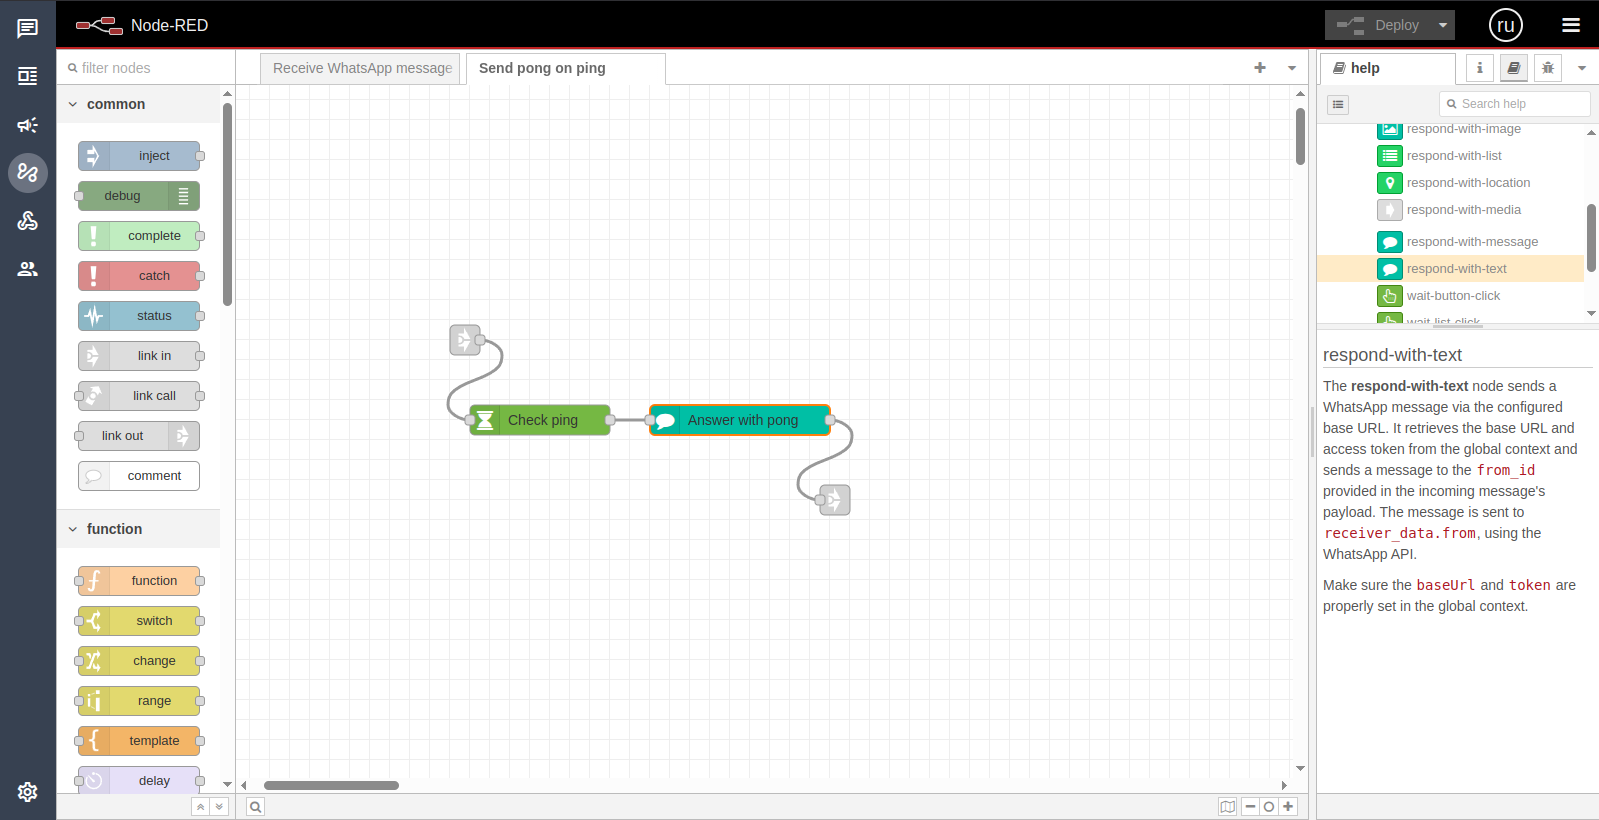 Node-RED
Deploy
ru
filter nodes
Receive WhatsApp message
Send pong on ping
help
Search help
common
inject
debug
complete
catch
status
link in
link call
link out
comment
function
function
switch
change
range
template
delay
Check ping
Answer with pong
respond-with-image
respond-with-list
respond-with-location
respond-with-media
respond-with-message
respond-with-text
wait-button-click
wait-list-click
respond-with-text
The respond-with-text node sends a
WhatsApp message via the configured
base URL. It retrieves the base URL and
access token from the global context and
sends a message to the from_id
provided in the incoming message's
payload. The message is sent to
receiver_data.from, using the
WhatsApp API.
Make sure the baseUrl and token are
properly set in the global context.